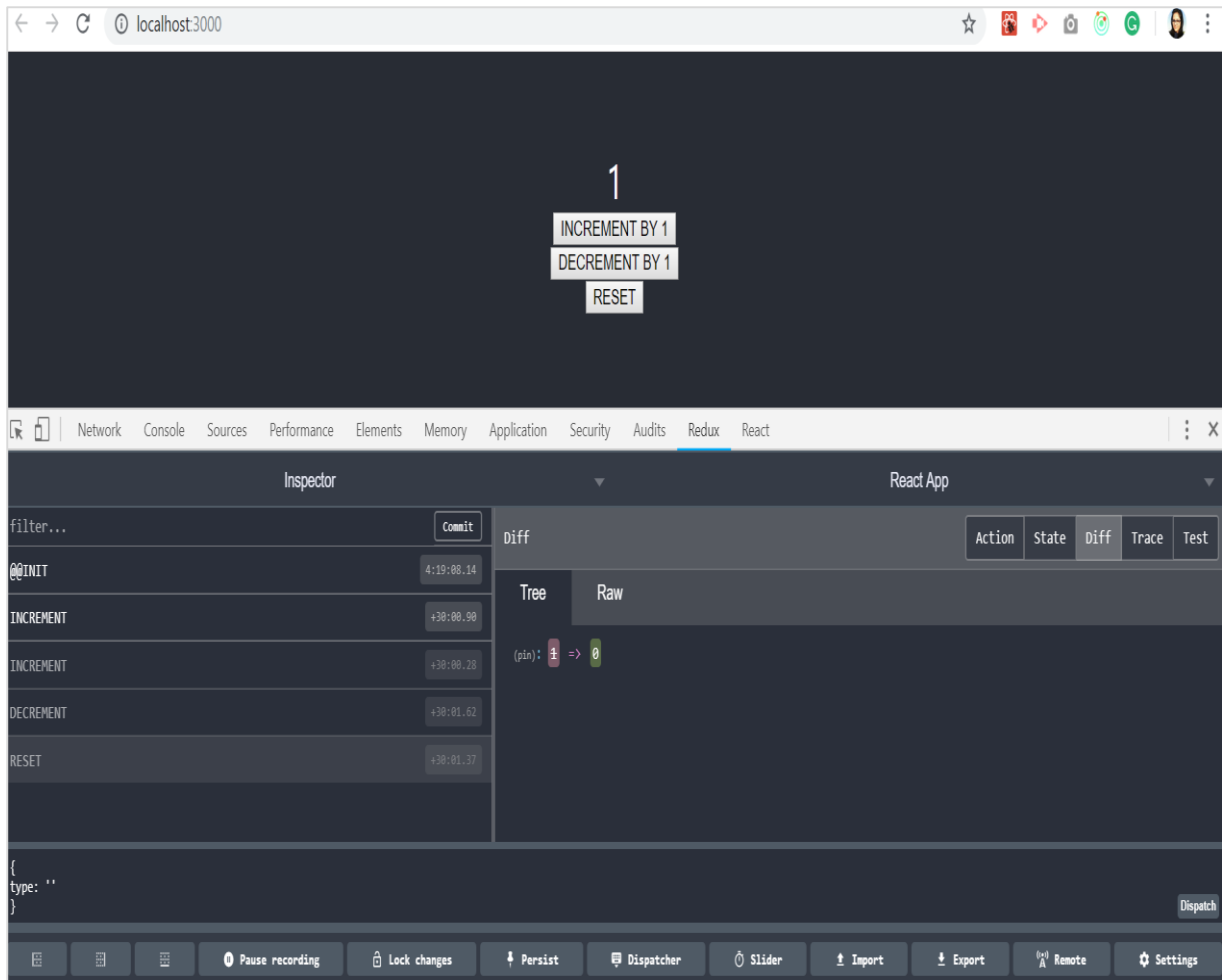 localhost:3000
1
INCREMENT BY 1
DECREMENT BY 1
RESET
Network Console Sources Performance Elements Memory Application Security Audits Redux React
Inspector React App
filter... Commit
Diff Action State Diff Trace Test
@@INIT 4:19:08.14
Tree Raw
INCREMENT +30:00.90
(pin): 1 => 0
INCREMENT +30:00.28
DECREMENT +30:01.62
RESET +30:01.37
{
type: ''
}
Dispatch
Pause recording Lock changes Persist Dispatcher Slider Import Export Remote Settings